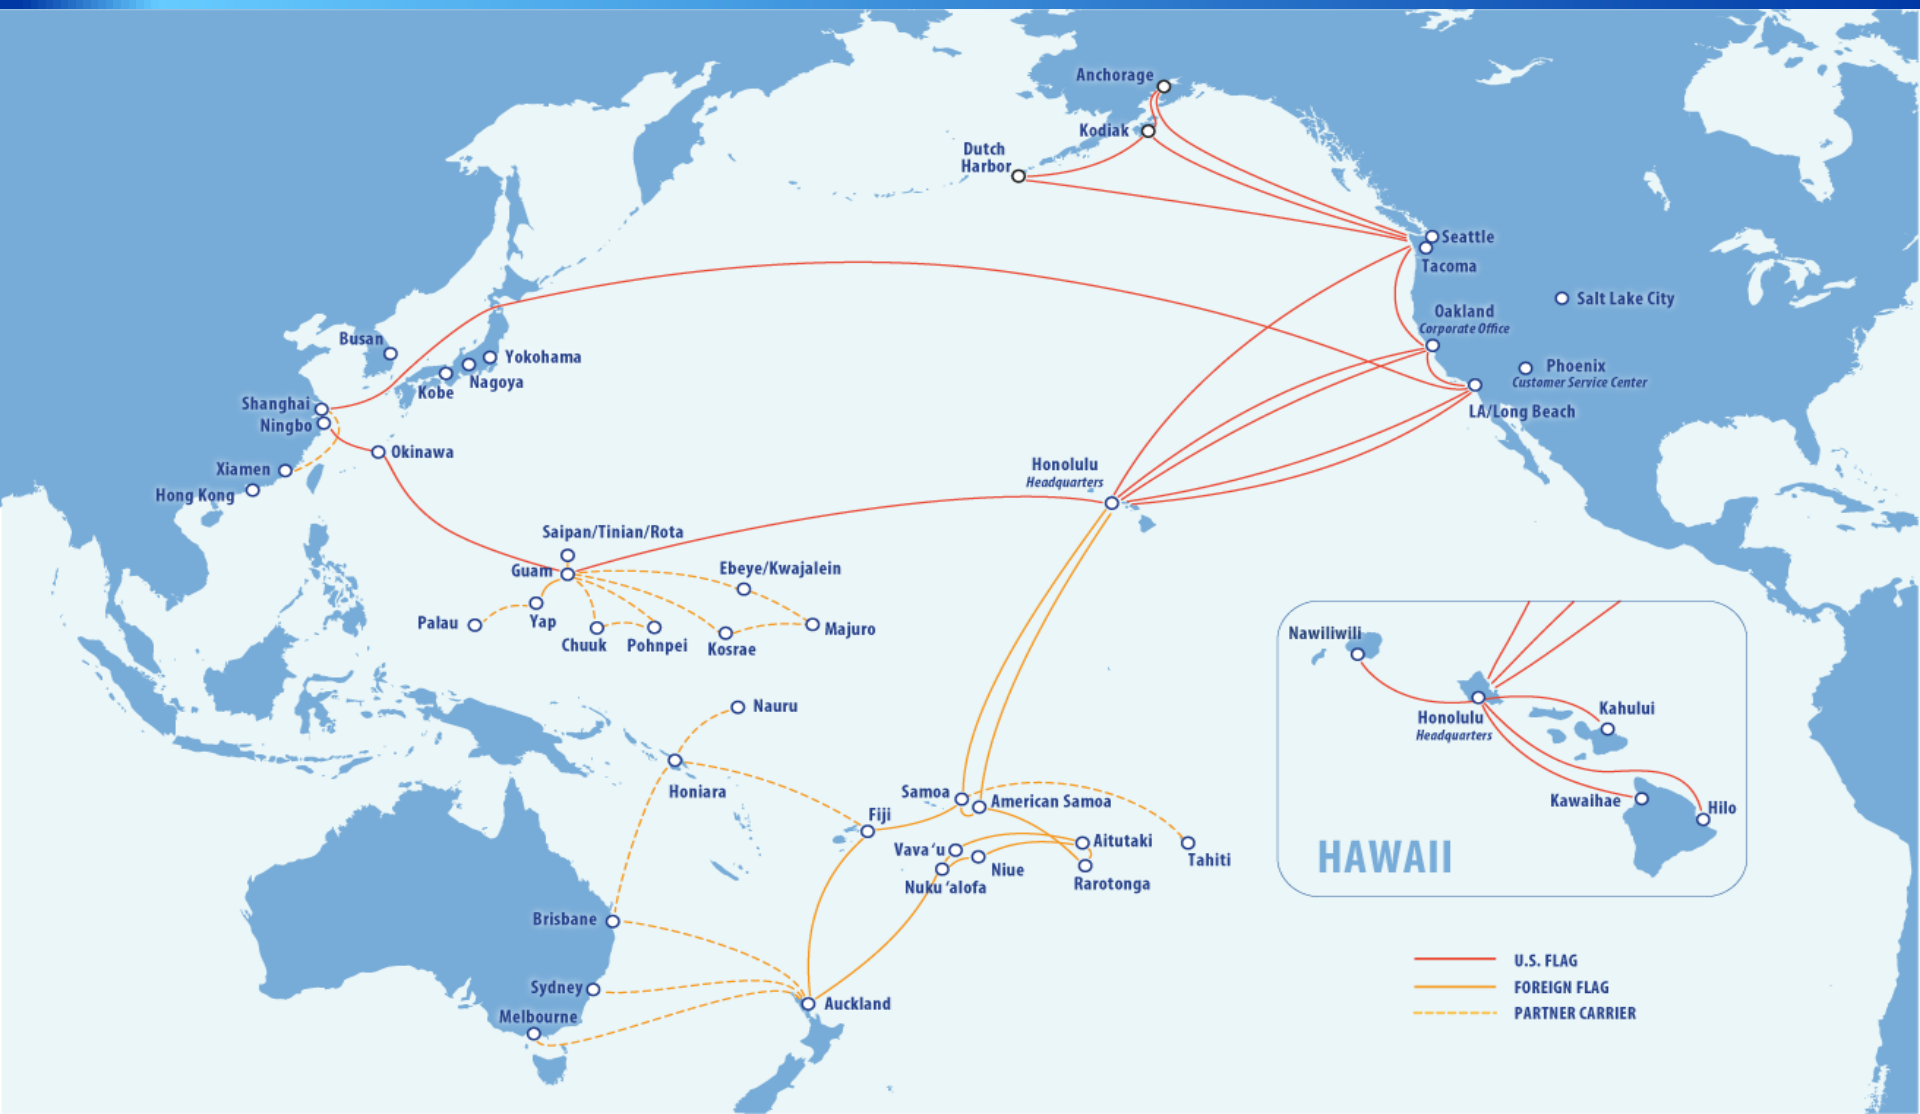 Anchorage
Kodiak
Dutch
Harbor
Seattle
Tacoma
Salt Lake City
Oakland
Corporate Office
Phoenix
Customer Service Center
LA/Long Beach
Busan
Yokohama
Nagoya
Kobe
Shanghai
Ningbo
Okinawa
Xiamen
Hong Kong
Honolulu
Headquarters
Saipan/Tinian/Rota
Guam
Ebeye/Kwajalein
Palau
Yap
Chuuk
Pohnpei
Kosrae
Majuro
Nauru
Honiara
Samoa
American Samoa
Fiji
Vava‘u
Aitutaki
Niue
Nuku‘alofa
Rarotonga
Tahiti
Brisbane
Sydney
Melbourne
Auckland
Nawiliwili
Honolulu
Headquarters
Kahului
Kawaihae
Hilo
HAWAII
U.S. FLAG
FOREIGN FLAG
PARTNER CARRIER